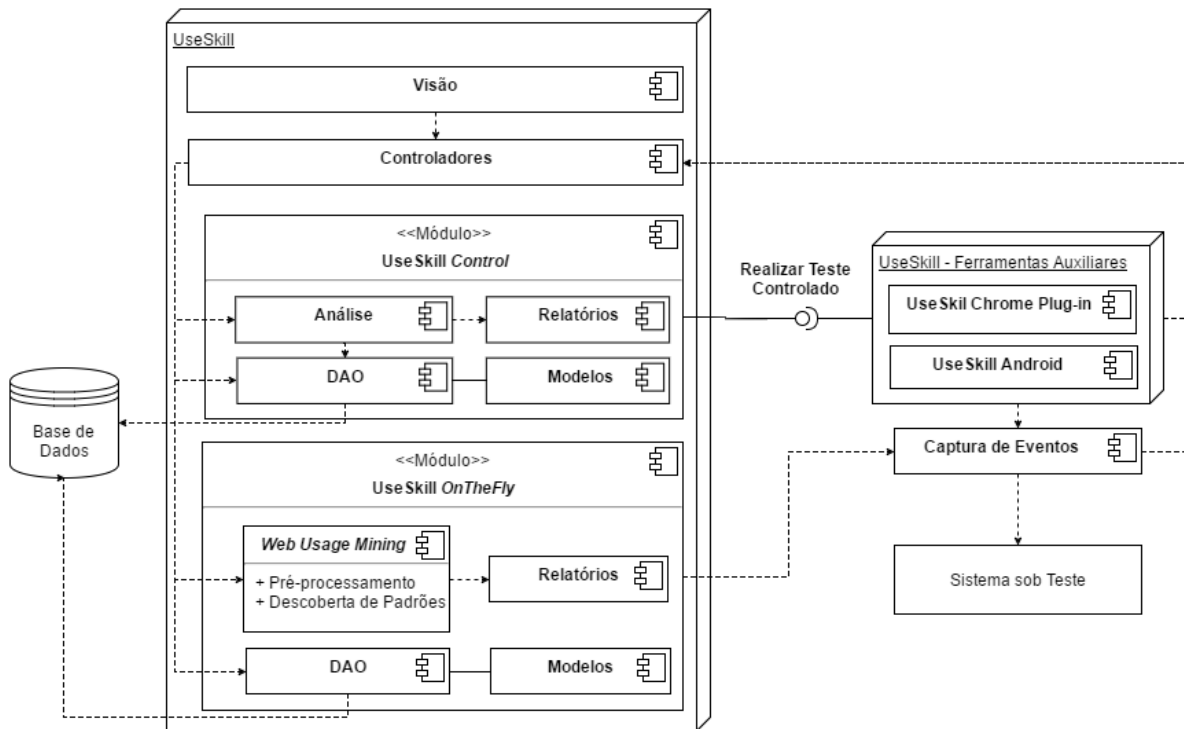 UseSkill
Visão
Controladores
<<Módulo>>
UseSkill Control
Análise
Relatórios
DAO
Modelos
<<Módulo>>
UseSkill OnTheFly
Web Usage Mining
+ Pré-processamento
+ Descoberta de Padrões
Relatórios
DAO
Modelos
Base de
Dados
Realizar Teste
Controlado
UseSkill - Ferramentas Auxiliares
UseSkil Chrome Plug-in
UseSkill Android
Captura de Eventos
Sistema sob Teste